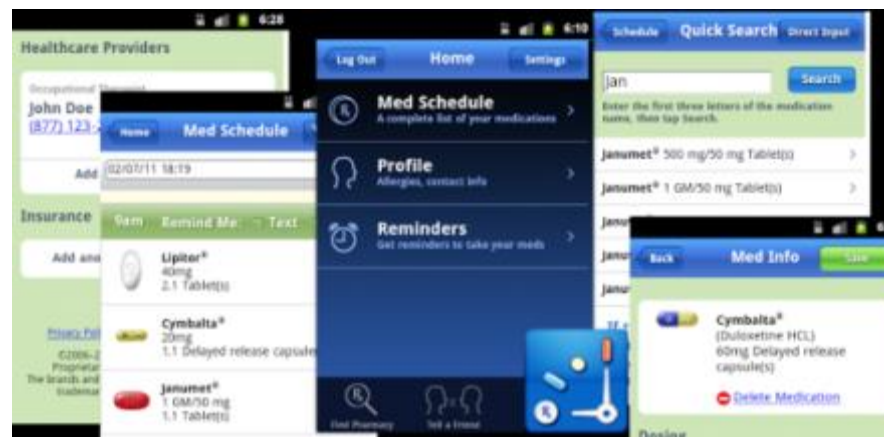 6:28
Healthcare Providers
Occupational Therapist
John Doe
(877) 123-
Add
Insurance
Add ano
Privacy Pol
©2006-2
Proprietar
The brands and
trademar
Home
Med Schedule
02/07/11 18:19
9am
Remind Me:
Text
Lipitor®
40mg
2.1 Tablet(s)
Cymbalta®
20mg
1.1 Delayed release capsule
Janumet®
1 GM/50 mg
1.1 Tablet(s)
6:10
Log Out
Home
Settings
Med Schedule
A complete list of your medications
Profile
Allergies, contact info
Reminders
Get reminders to take your meds
Find Pharmacy
Tell a Friend
Schedule
Quick Search
Direct Input
Jan
Search
Enter the first three letters of the medication
name, then tap Search.
Janumet® 500 mg/50 mg Tablet(s)
Janumet® 1 GM/50 mg Tablet(s)
Janu
Janu
Janu
Back
Med Info
Save
Cymbalta®
(Duloxetine HCL)
60mg Delayed release
capsule(s)
Delete Medication
Dosing